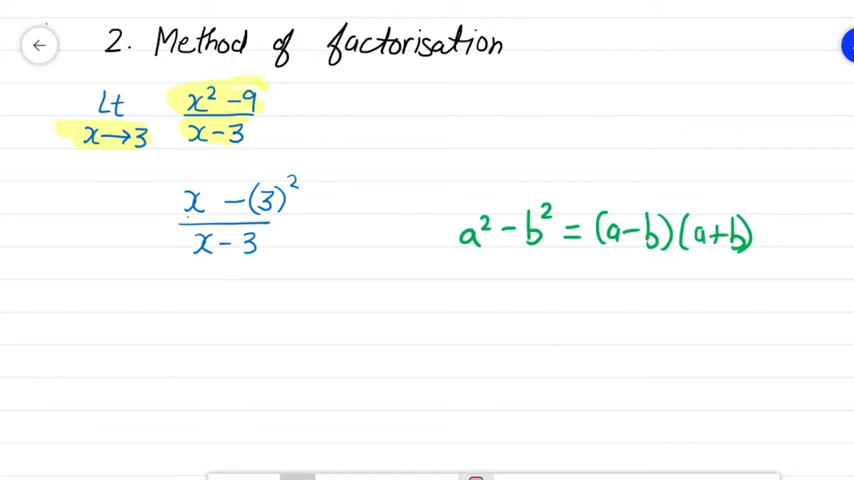 2. Method of factorisation
Lt x² - 9
x→3 x - 3
x - (3)²
x - 3
a² - b² = (a-b)(a+b)